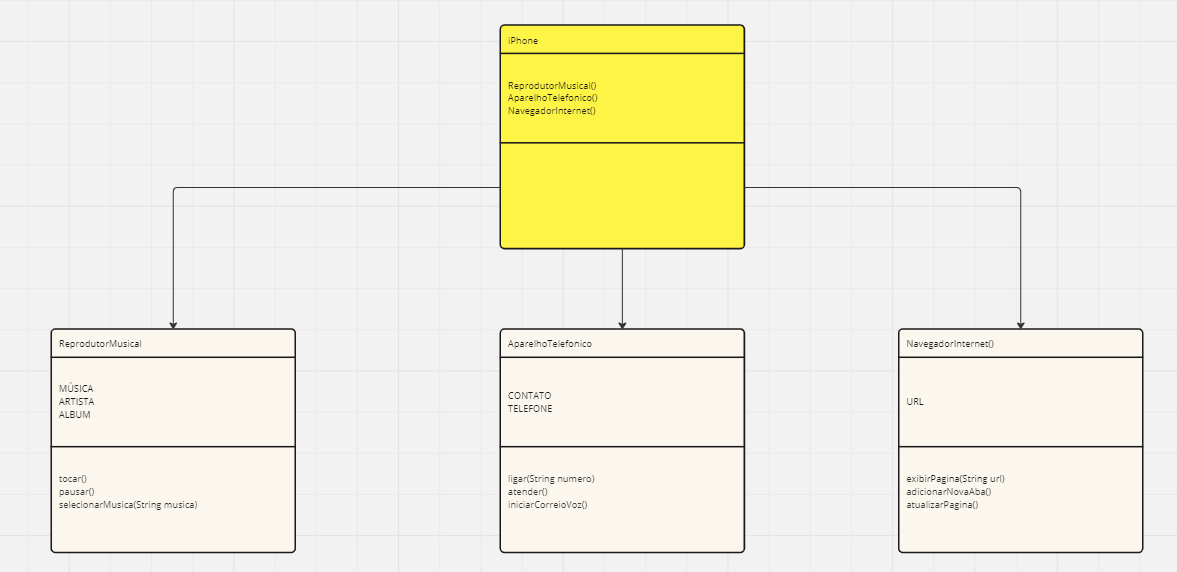 iPhone
ReprodutorMusical()
AparelhoTelefonico()
NavegadorInternet()
ReprodutorMusical
MÚSICA
ARTISTA
ALBUM
tocar()
pausar()
selecionarMusica(String musica)
AparelhoTelefonico
CONTATO
TELEFONE
ligar(String numero)
atender()
iniciarCorreioVoz()
NavegadorInternet()
URL
exibirPagina(String url)
adicionarNovaAba()
atualizarPagina()